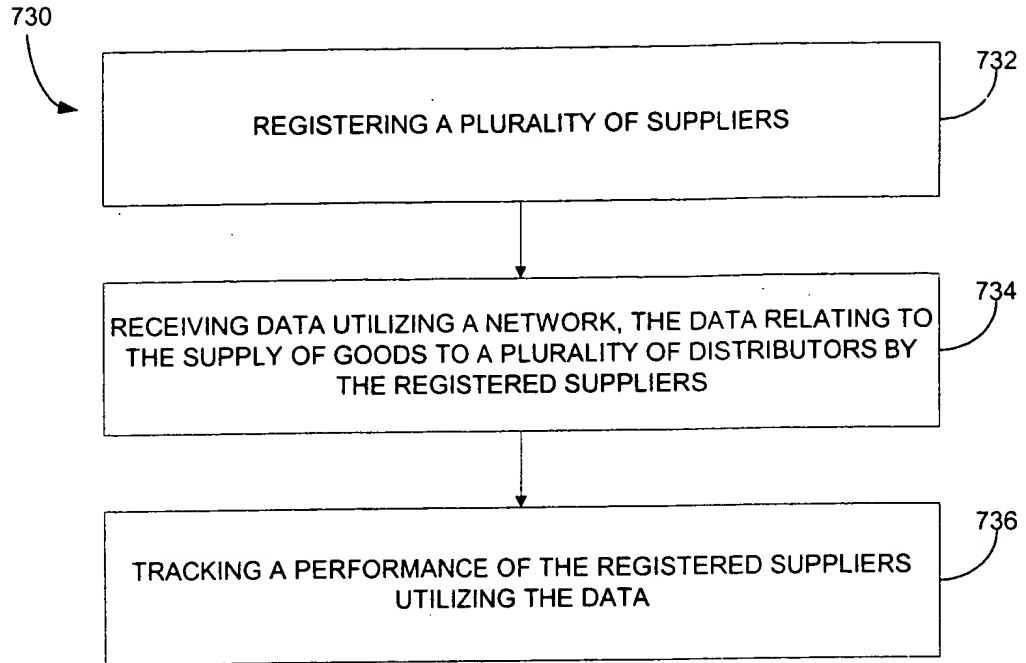 730
732
REGISTERING A PLURALITY OF SUPPLIERS
734
RECEIVING DATA UTILIZING A NETWORK, THE DATA RELATING TO
THE SUPPLY OF GOODS TO A PLURALITY OF DISTRIBUTORS BY
THE REGISTERED SUPPLIERS
736
TRACKING A PERFORMANCE OF THE REGISTERED SUPPLIERS
UTILIZING THE DATA